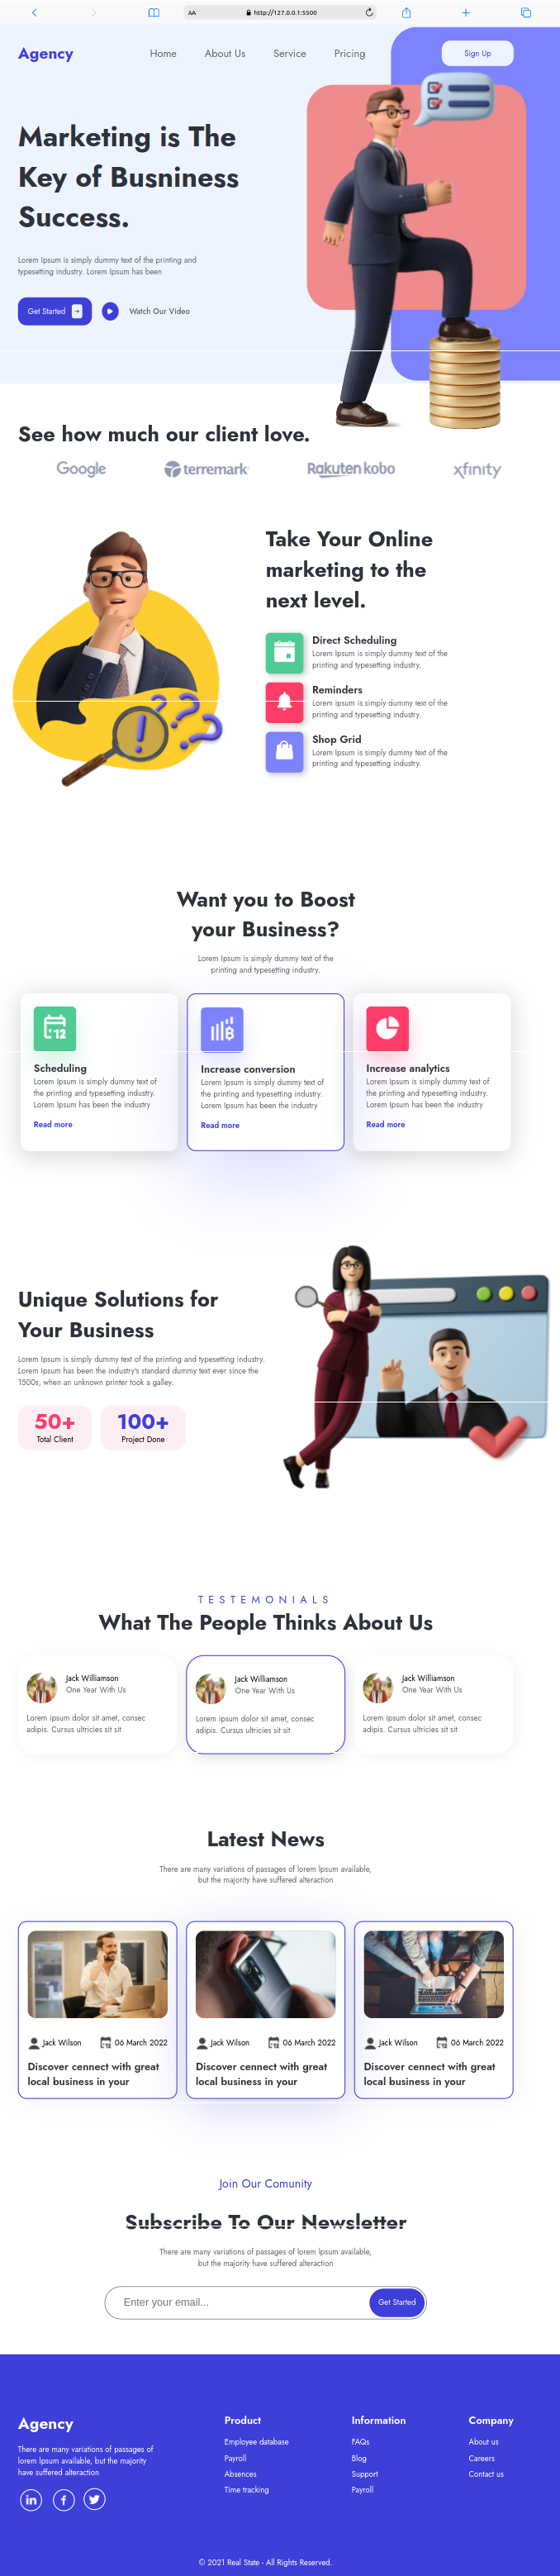 AA
http://127.0.0.1:5500
Agency
Home About Us Service Pricing
Sign Up
Marketing is The
Key of Busniness
Success.
Lorem Ipsum is simply dummy text of the printing and
typesetting industry. Lorem Ipsum has been
Get Started
Watch Our Video
See how much our client love.
Google terremark Rakuten kobo xfinity
Take Your Online
marketing to the
next level.
Direct Scheduling
Lorem Ipsum is simply dummy text of the
printing and typesetting industry.
Reminders
Lorem Ipsum is simply dummy text of the
printing and typesetting industry.
Shop Grid
Lorem Ipsum is simply dummy text of the
printing and typesetting industry.
Want you to Boost
your Business?
Lorem Ipsum is simply dummy text of the
printing and typesetting industry.
12
Scheduling
Lorem Ipsum is simply dummy text of
the printing and typesetting industry.
Lorem Ipsum has been the industry
Read more
Increase conversion
Lorem Ipsum is simply dummy text of
the printing and typesetting industry.
Lorem Ipsum has been the industry
Read more
Increase analytics
Lorem Ipsum is simply dummy text of
the printing and typesetting industry.
Lorem Ipsum has been the industry
Read more
Unique Solutions for
Your Business
Lorem Ipsum is simply dummy text of the printing and typesetting industry.
Lorem Ipsum has been the industry's standard dummy text ever since the
1500s, when an unknown printer took a galley.
50+
Total Client
100+
Project Done
TESTEMONIALS
What The People Thinks About Us
Jack Williamson
One Year With Us
Lorem ipsum dolor sit amet, consec
adipis. Cursus ultricies sit sit
Jack Williamson
One Year With Us
Lorem ipsum dolor sit amet, consec
adipis. Cursus ultricies sit sit
Jack Williamson
One Year With Us
Lorem ipsum dolor sit amet, consec
adipis. Cursus ultricies sit sit
Latest News
There are many variations of passages of lorem lpsum available,
but the majority have suffered alteraction
Jack Wilson 06 March 2022
Discover cennect with great
local business in your
Jack Wilson 06 March 2022
Discover cennect with great
local business in your
Jack Wilson 06 March 2022
Discover cennect with great
local business in your
Join Our Comunity
Subscribe To Our Newsletter
There are many variations of passages of lorem lpsum available,
but the majority have suffered alteraction
Enter your email...
Get Started
Agency
There are many variations of passages of
lorem lpsum available, but the majority
have suffered alteraction
in f
Product
Employee database
Payroll
Absences
Time tracking
Information
FAQs
Blog
Support
Payroll
Company
About us
Careers
Contact us
© 2021 Real State - All Rights Reserved.